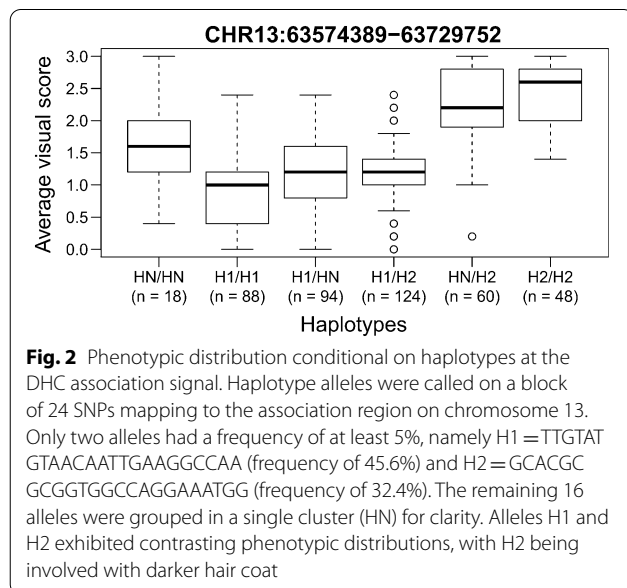 CHR13:63574389−63729752
Average visual score
3.0
2.5
2.0
1.5
1.0
0.5
0.0
HN/HN H1/H1 H1/HN H1/H2 HN/H2 H2/H2
(n = 18) (n = 88) (n = 94) (n = 124) (n = 60) (n = 48)
Haplotypes
Fig. 2 Phenotypic distribution conditional on haplotypes at the
DHC association signal. Haplotype alleles were called on a block
of 24 SNPs mapping to the association region on chromosome 13.
Only two alleles had a frequency of at least 5%, namely H1 = TTGTAT
GTAACAATTGAAGGCCAA (frequency of 45.6%) and H2 = GCACGC
GCGGTGGCCAGGAAATGG (frequency of 32.4%). The remaining 16
alleles were grouped in a single cluster (HN) for clarity. Alleles H1 and
H2 exhibited contrasting phenotypic distributions, with H2 being
involved with darker hair coat